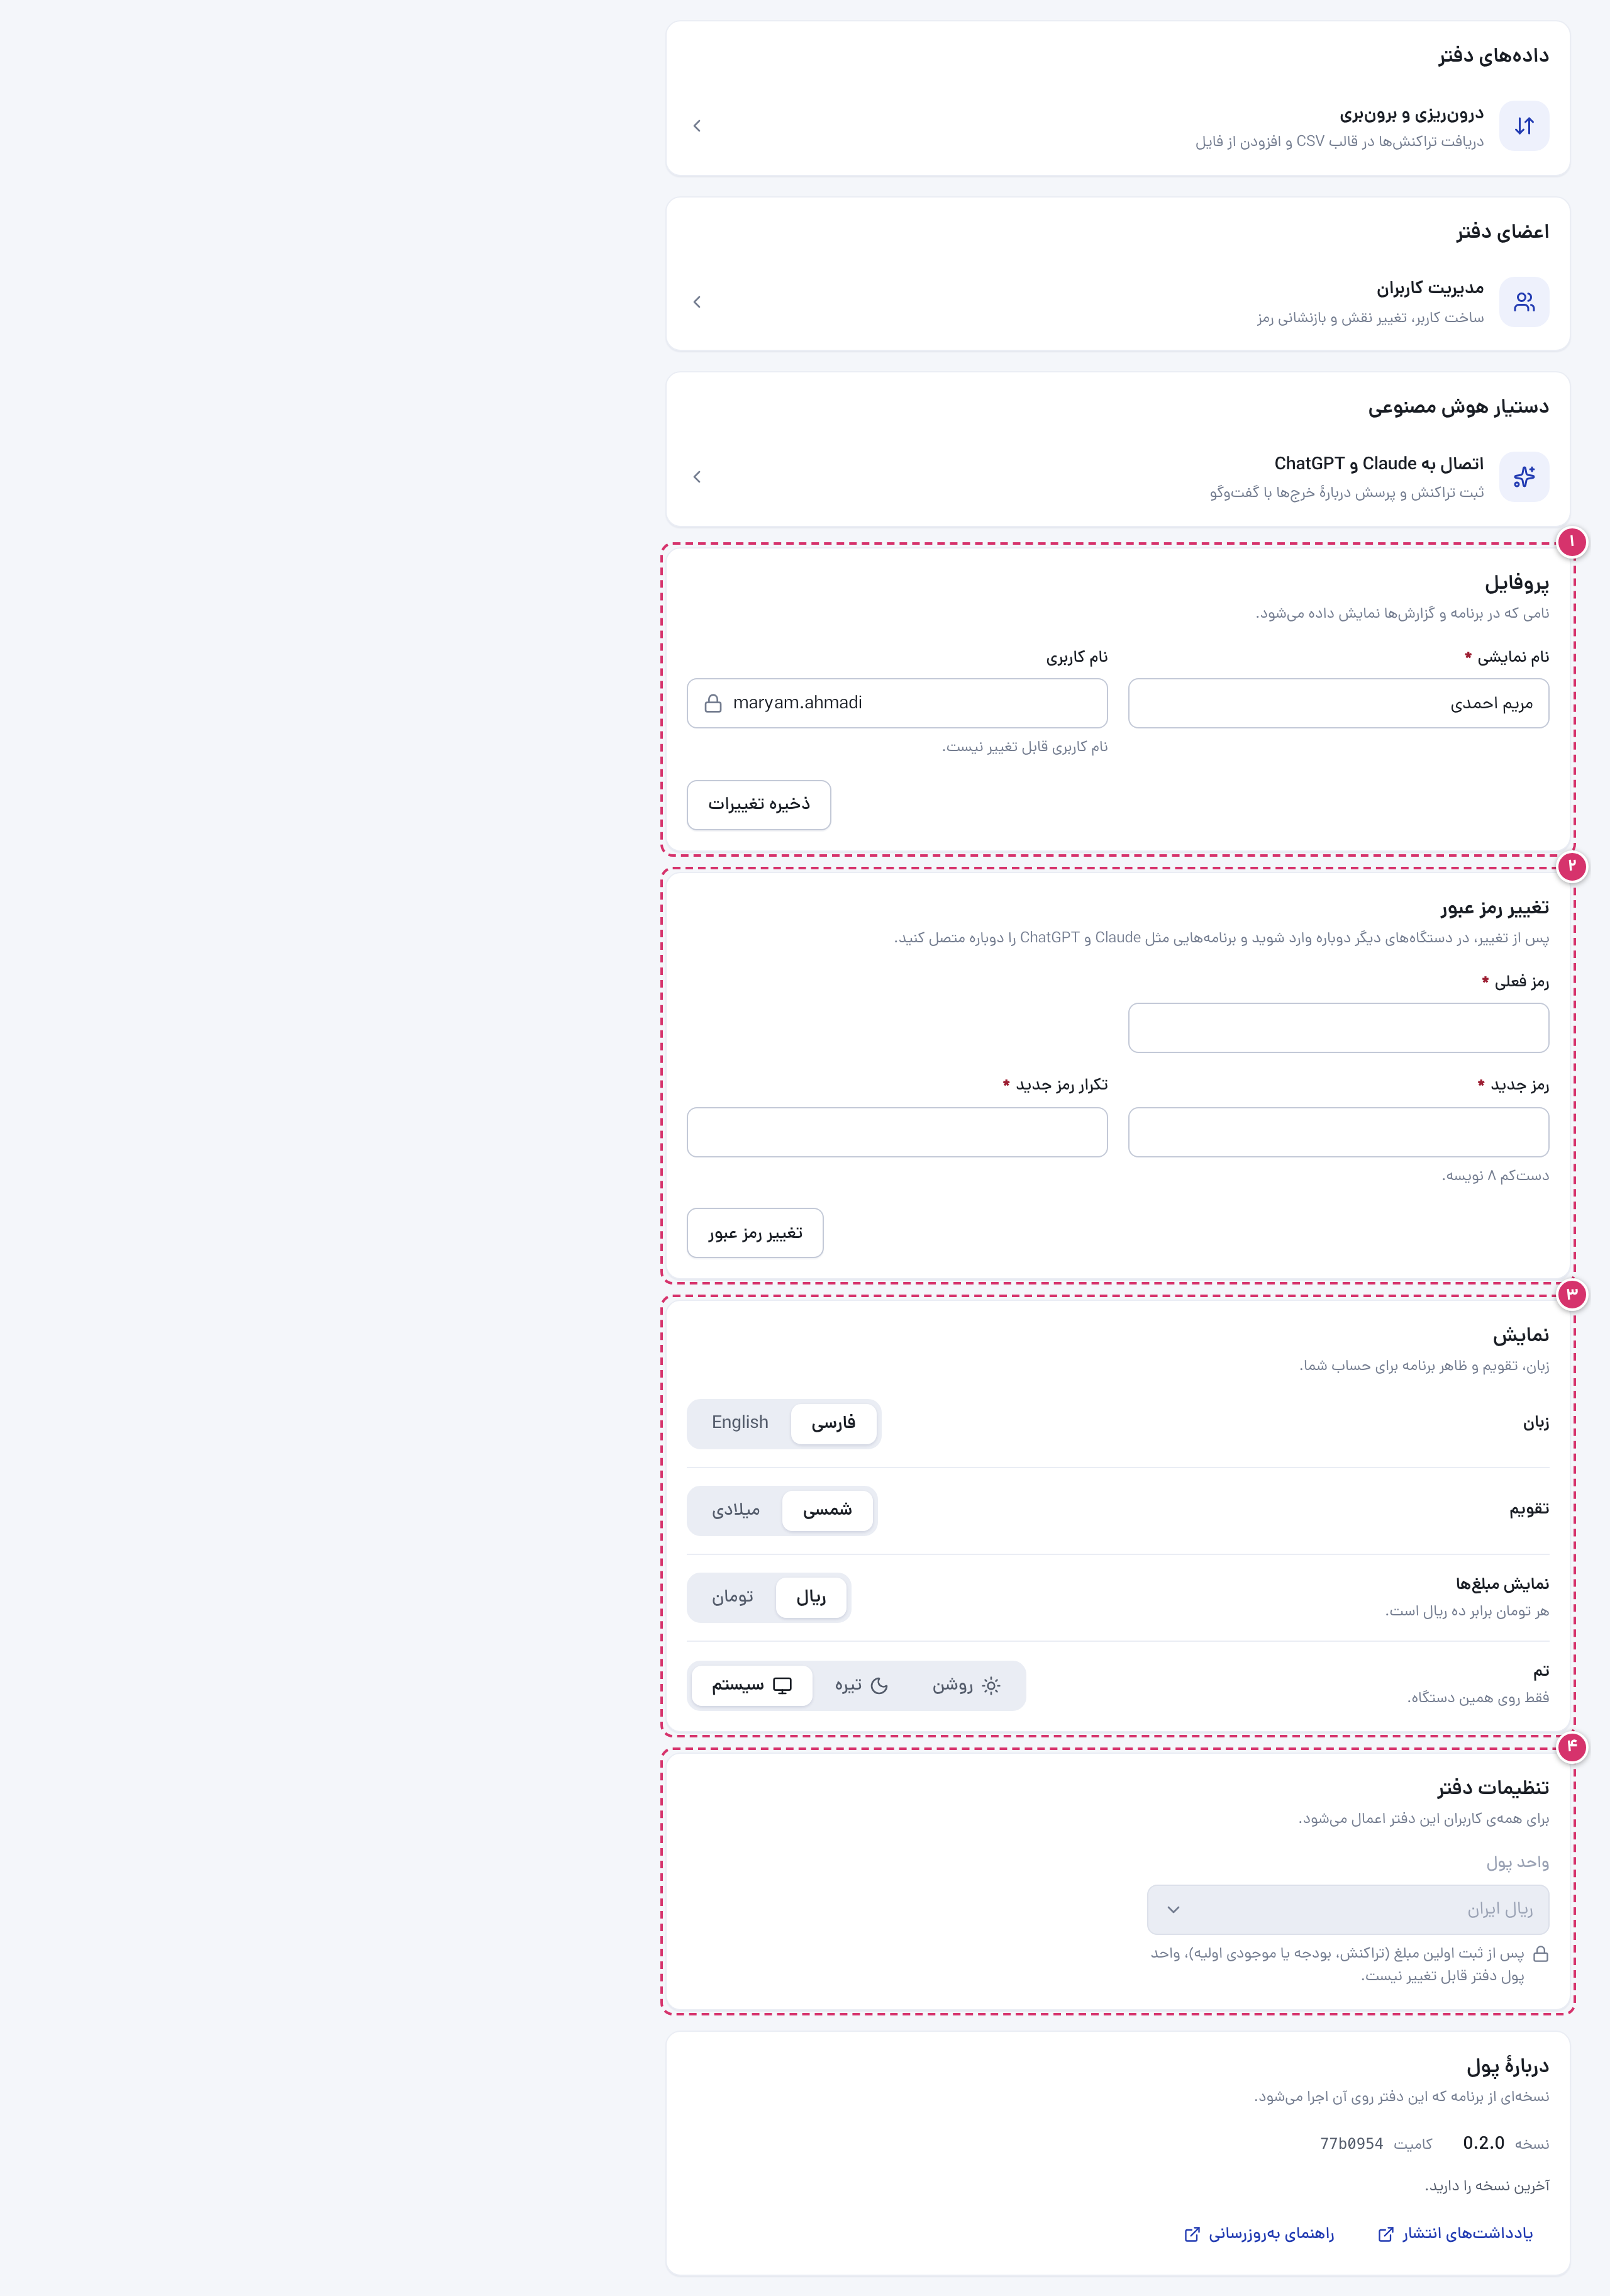 داده‌های دفتر
درون‌ریزی و برون‌بری
دریافت تراکنش‌ها در قالب CSV و افزودن از فایل
اعضای دفتر
مدیریت کاربران
ساخت کاربر، تغییر نقش و بازنشانی رمز
دستیار هوش مصنوعی
اتصال به Claude و ChatGPT
ثبت تراکنش و پرسش دربارهٔ خرج‌ها با گفت‌وگو
۱
پروفایل
نامی که در برنامه و گزارش‌ها نمایش داده می‌شود.
نام نمایشی *
نام کاربری
مریم احمدی
maryam.ahmadi
نام کاربری قابل تغییر نیست.
ذخیره تغییرات
۲
تغییر رمز عبور
پس از تغییر، در دستگاه‌های دیگر دوباره وارد شوید و برنامه‌هایی مثل Claude و ChatGPT را دوباره متصل کنید.
رمز فعلی *
رمز جدید *
تکرار رمز جدید *
دست‌کم ۸ نویسه.
تغییر رمز عبور
۳
نمایش
زبان، تقویم و ظاهر برنامه برای حساب شما.
زبان
فارسی
English
تقویم
شمسی
میلادی
نمایش مبلغ‌ها
هر تومان برابر ده ریال است.
ریال
تومان
تم
فقط روی همین دستگاه.
روشن
تیره
سیستم
۴
تنظیمات دفتر
برای همه‌ی کاربران این دفتر اعمال می‌شود.
واحد پول
ریال ایران
پس از ثبت اولین مبلغ (تراکنش، بودجه یا موجودی اولیه)، واحد
پول دفتر قابل تغییر نیست.
دربارهٔ پول
نسخه‌ای از برنامه که این دفتر روی آن اجرا می‌شود.
نسخه 0.2.0 کامیت 77b0954
آخرین نسخه را دارید.
یادداشت‌های انتشار
راهنمای به‌روزرسانی